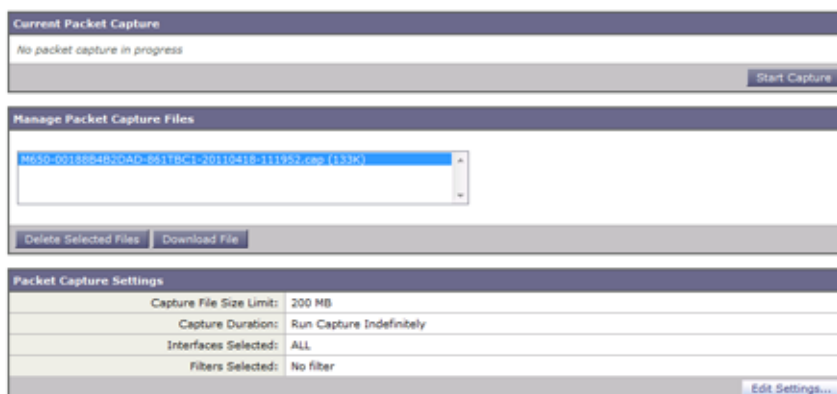 Current Packet Capture
No packet capture in progress
Start Capture
Manage Packet Capture Files
M650-00188B4B2DAD-861TBC1-20110418-111952.cap (133K)
Delete Selected Files Download File
Packet Capture Settings
Capture File Size Limit: 200 MB
Capture Duration: Run Capture Indefinitely
Interfaces Selected: ALL
Filters Selected: No filter
Edit Settings...